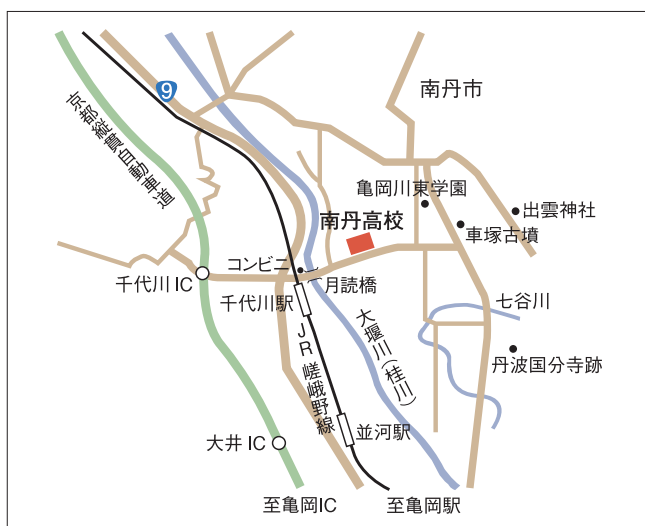 南丹市
9
京都縦貫自動車道
亀岡川東学園
出雲神社
南丹高校
車塚古墳
コンビニ
千代川 IC
月読橋
千代川駅
七谷川
大堰川(桂川)
JR嵯峨野線
丹波国分寺跡
並河駅
大井 IC
至亀岡IC
至亀岡駅